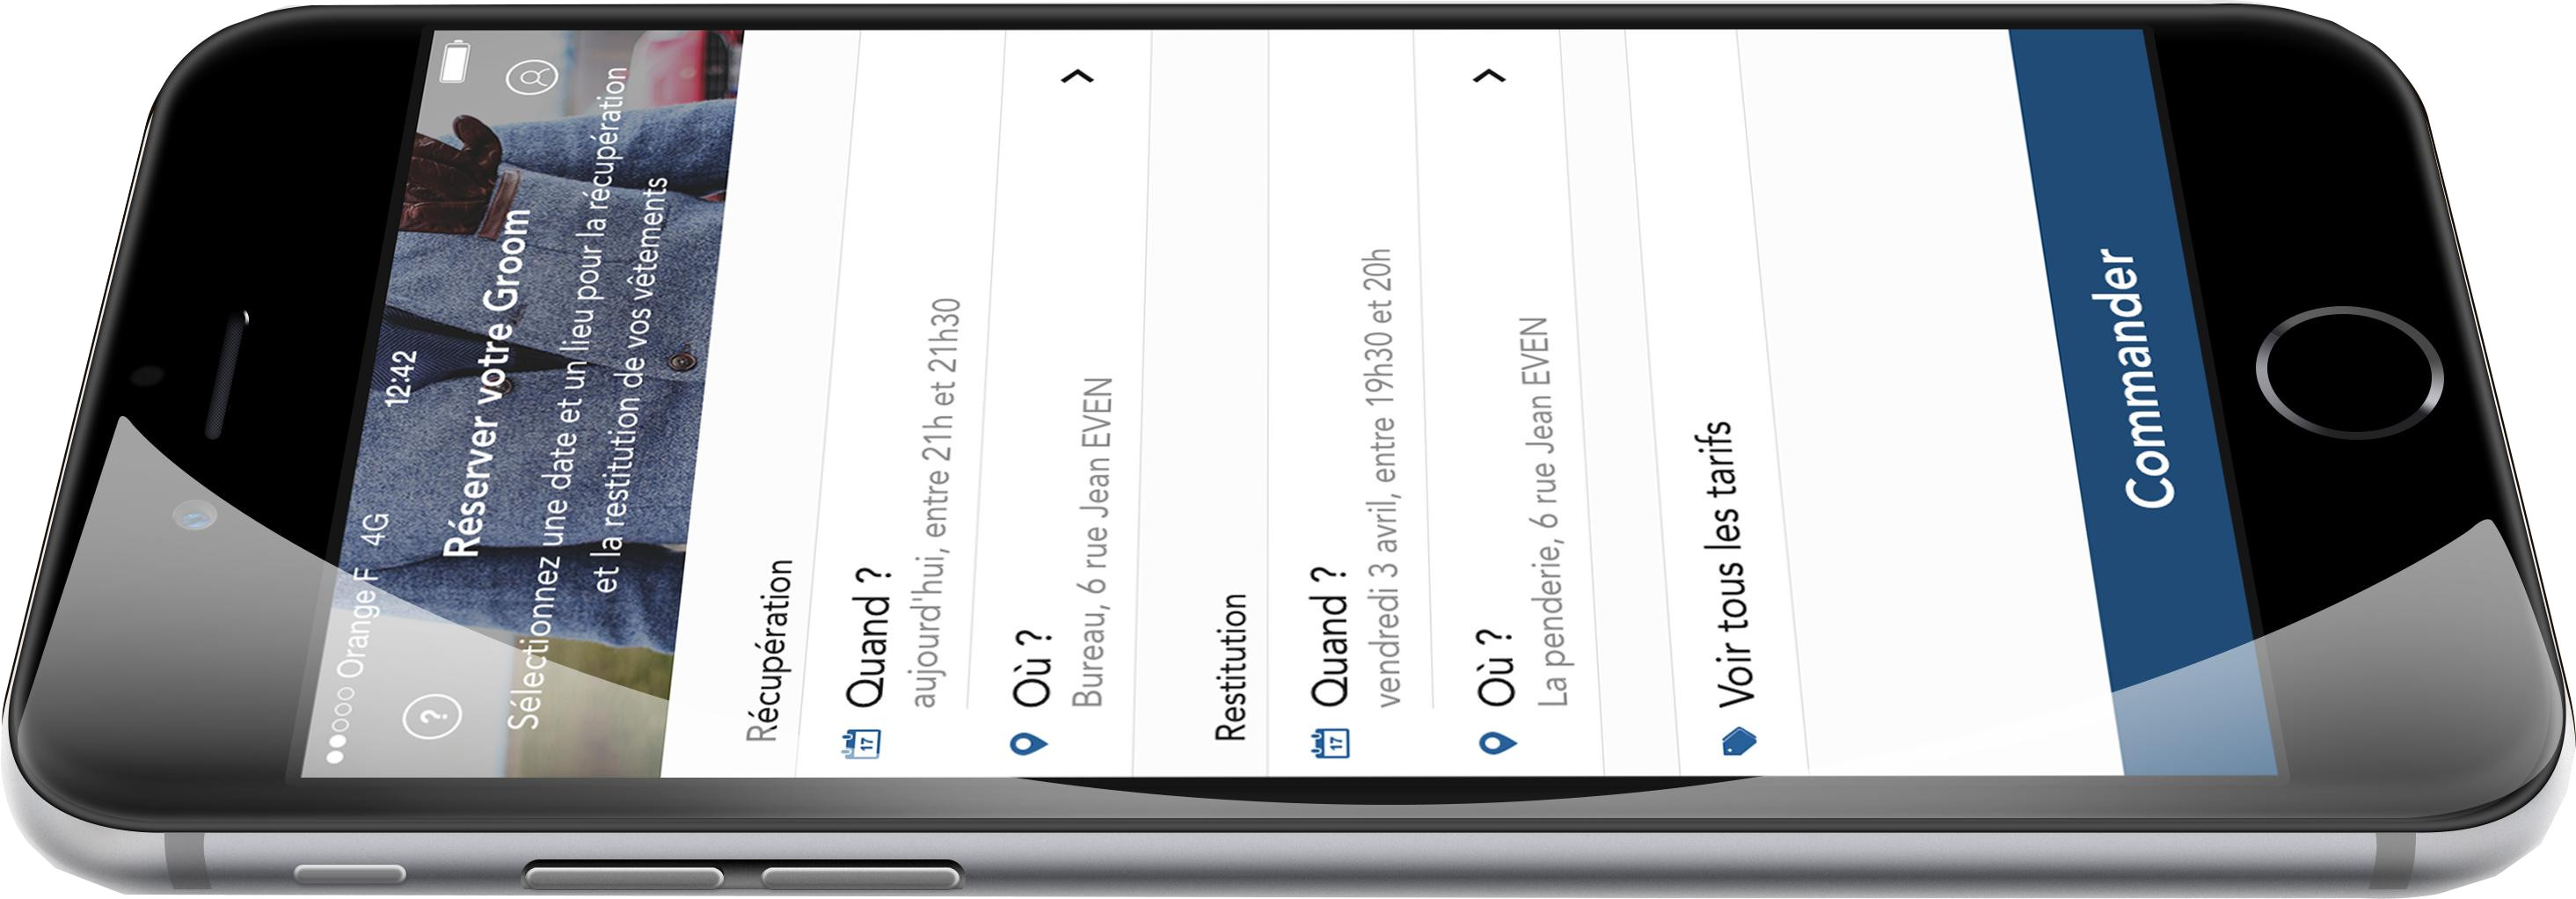 Orange F 4G 12:42
?
Réserver votre Groom
Sélectionnez une date et un lieu pour la récupération
et la restitution de vos vêtements
Récupération
17 Quand ?
aujourd'hui, entre 21h et 21h30
Où ?
Bureau, 6 rue Jean EVEN
Restitution
17 Quand ?
vendredi 3 avril, entre 19h30 et 20h
Où ?
La penderie, 6 rue Jean EVEN
Voir tous les tarifs
Commander